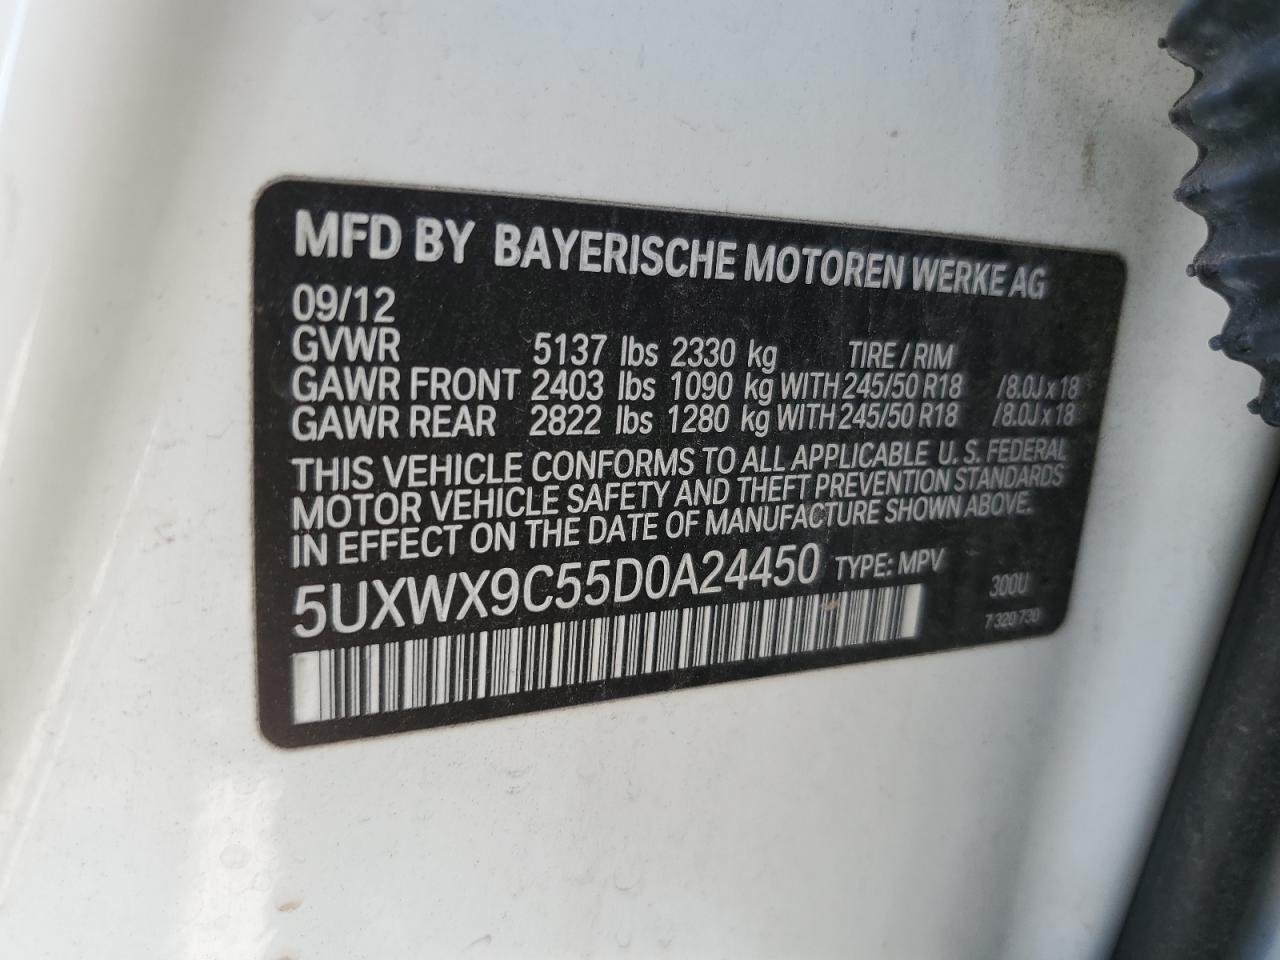 MFD BY BAYERISCHE MOTOREN WERKE AG
09/12
GVWR 5137 lbs 2330 kg TIRE / RIM
GAWR FRONT 2403 lbs 1090 kg WITH 245/50 R18 /8.0J x 18
GAWR REAR 2822 lbs 1280 kg WITH 245/50 R18 /8.0J x 18
THIS VEHICLE CONFORMS TO ALL APPLICABLE U. S. FEDERAL
MOTOR VEHICLE SAFETY AND THEFT PREVENTION STANDARDS
IN EFFECT ON THE DATE OF MANUFACTURE SHOWN ABOVE.
5UXWX9C55D0A24450 TYPE: MPV
300U
7 320 730